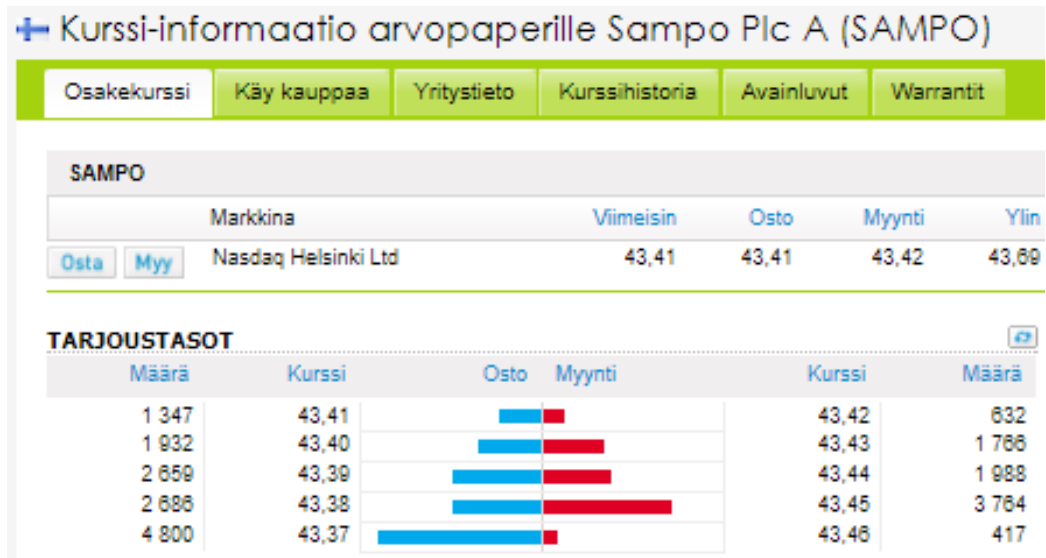 Kurssi-informaatio arvopaperille Sampo Plc A (SAMPO)
Osakekurssi Käy kauppaa Yritystieto Kurssihistoria Avainluvut Warrantit
SAMPO
Markkina Viimeisin Osto Myynti Ylin
Osta Myy Nasdaq Helsinki Ltd 43,41 43,41 43,42 43,69
TARJOUSTASOT
Määrä Kurssi Osto Myynti Kurssi Määrä
1 347 43,41 43,42 632
1 932 43,40 43,43 1 766
2 659 43,39 43,44 1 988
2 686 43,38 43,45 3 764
4 800 43,37 43,46 417